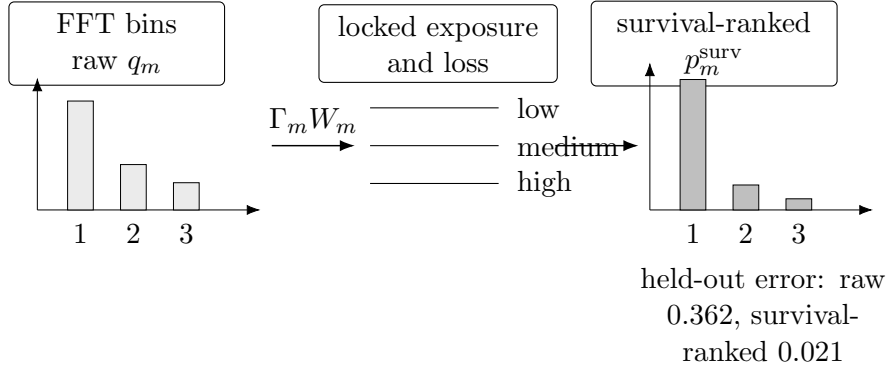 FFT bins
raw q_m
locked exposure
and loss
survival-ranked
p_m^surv
Γ_m W_m
low
medium
high
1 2 3
1 2 3
held-out error: raw
0.362, survival-
ranked 0.021